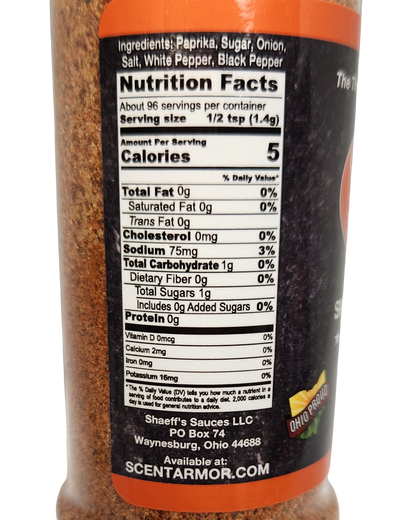 Ingredients: Paprika, Sugar, Onion,
Salt, White Pepper, Black Pepper
Nutrition Facts
About 96 servings per container
Serving size 1/2 tsp (1.4g)
Amount Per Serving
Calories 5
% Daily Value*
Total Fat 0g 0%
Saturated Fat 0g 0%
Trans Fat 0g
Cholesterol 0mg 0%
Sodium 75mg 3%
Total Carbohydrate 1g 0%
Dietary Fiber 0g 0%
Total Sugars 1g
Includes 0g Added Sugars 0%
Protein 0g
Vitamin D 0mcg 0%
Calcium 2mg 0%
Iron 0mg 0%
Potassium 16mg 0%
* The % Daily Value (DV) tells you how much a nutrient in a
serving of food contributes to a daily diet. 2,000 calories a
day is used for general nutrition advice.
Shaeff's Sauces LLC
PO Box 74
Waynesburg, Ohio 44688
Available at:
SCENTARMOR.COM
The
OHIO PROUD